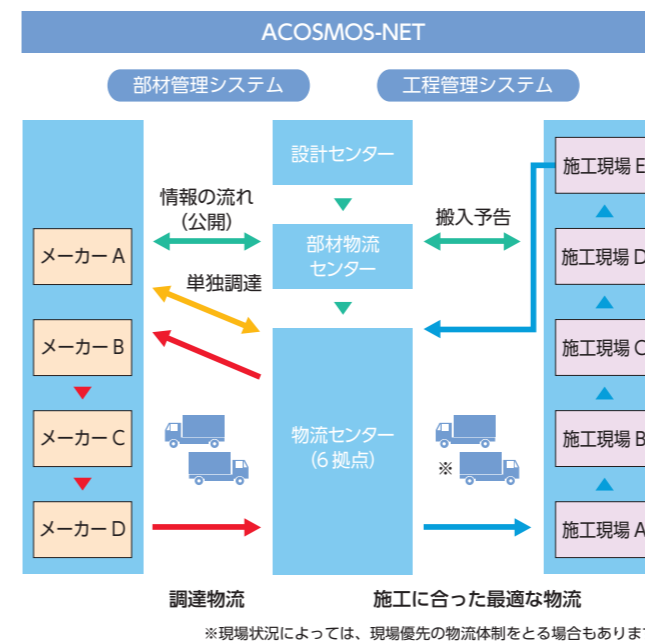 ACOSMOS-NET
部材管理システム
工程管理システム
設計センター
情報の流れ
(公開)
搬入予告
部材物流
センター
単独調達
メーカー A
メーカー B
メーカー C
メーカー D
物流センター
(6 拠点)
※
施工現場 E
施工現場 D
施工現場 C
施工現場 B
施工現場 A
調達物流
施工に合った最適な物流
※現場状況によっては、現場優先の物流体制をとる場合もありま